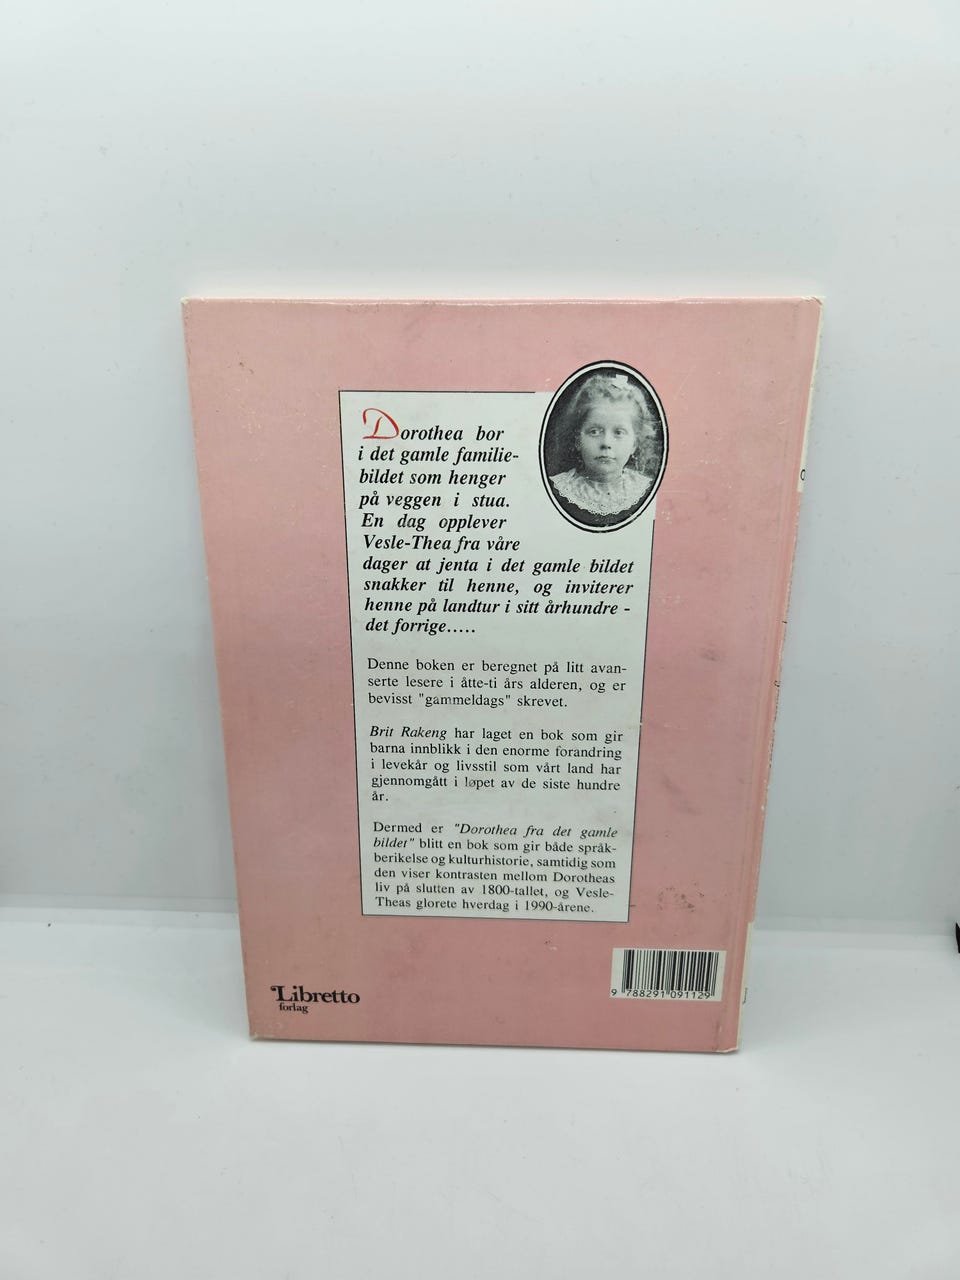 Dorothea bor
i det gamle familie-
bildet som henger
på veggen i stua.
En dag opplever
Vesle-Thea fra våre
dager at jenta i det gamle bildet
snakker til henne, og inviterer
henne på landtur i sitt århundre -
det forrige.....
Denne boken er beregnet på litt avan-
serte lesere i åtte-ti års alderen, og er
bevisst "gammeldags" skrevet.
Brit Rakeng har laget en bok som gir
barna innblikk i den enorme forandring
i levekår og livsstil som vårt land har
gjennomgått i løpet av de siste hundre
år.
Dermed er "Dorothea fra det gamle
bildet" blitt en bok som gir både språk-
berikelse og kulturhistorie, samtidig som
den viser kontrasten mellom Dorotheas
liv på slutten av 1800-tallet, og Vesle-
Theas glorete hverdag i 1990-årene.
Libretto
forlag
9 788291 091129